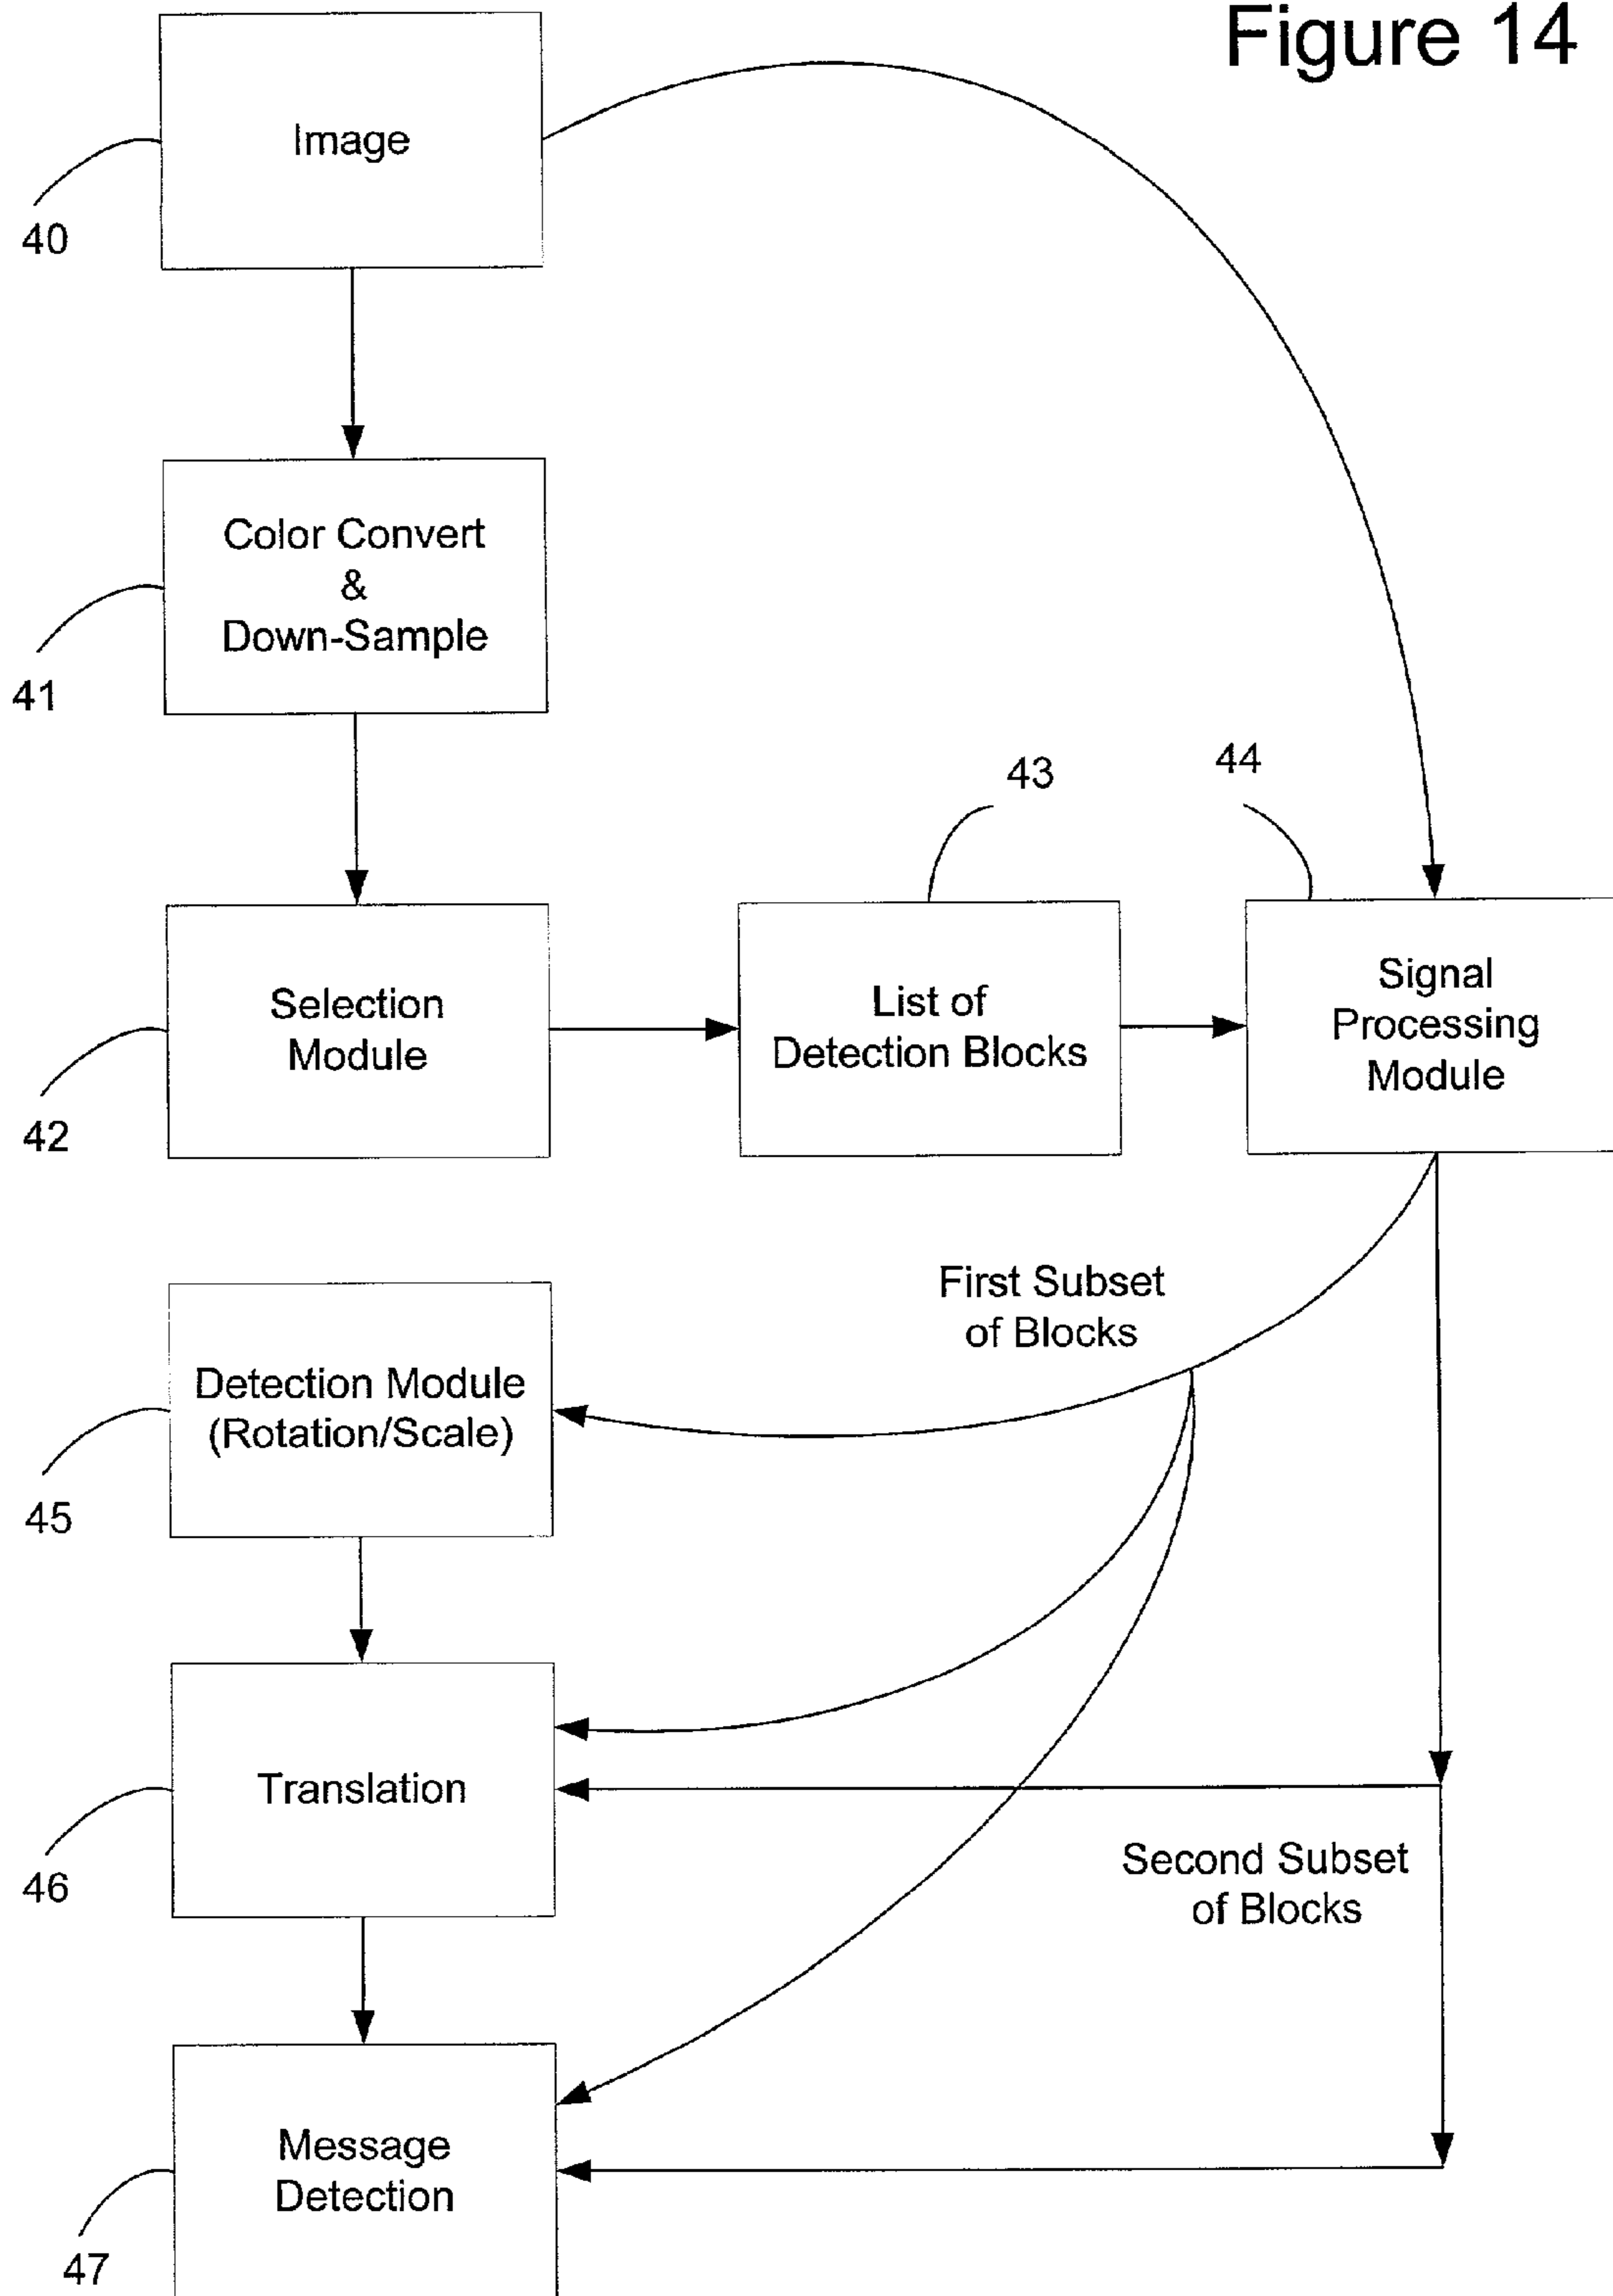 Figure 14
Image
40
Color Convert
&
Down-Sample
41
43
44
Selection
Module
List of
Detection Blocks
Signal
Processing
Module
42
First Subset
of Blocks
Detection Module
(Rotation/Scale)
45
Translation
46
Second Subset
of Blocks
Message
Detection
47